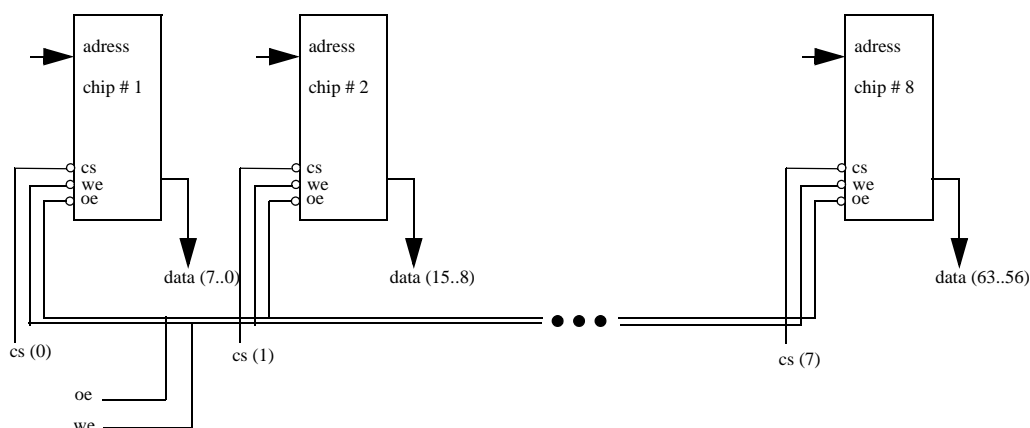 adress
chip # 1
cs
we
oe
data (7..0)
adress
chip # 2
cs
we
oe
data (15..8)
adress
chip # 8
cs
we
oe
data (63..56)
cs (0)
cs (1)
cs (7)
oe
we